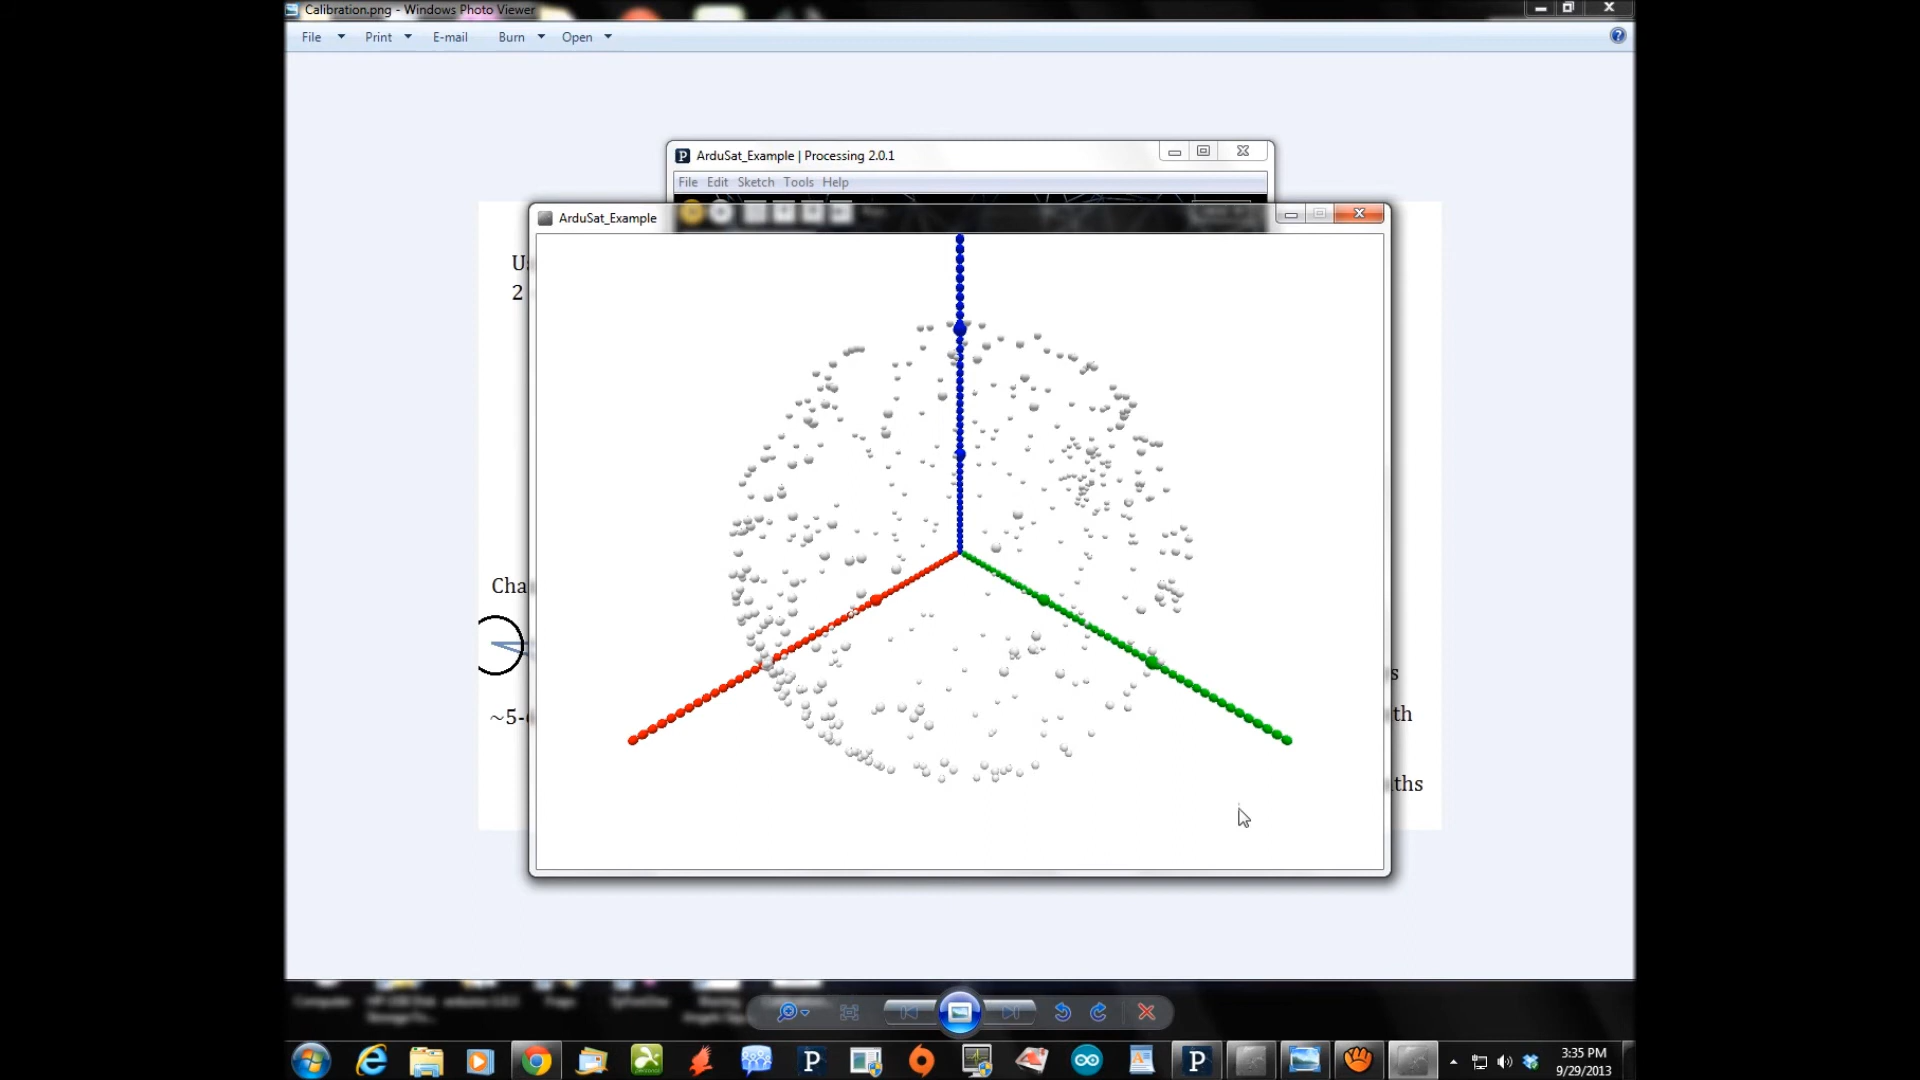 Calibration.png - Windows Photo Viewer
File Print E-mail Burn Open
ArduSat_Example | Processing 2.0.1
File Edit Sketch Tools Help
ArduSat_Example
2
Cha
~5-
s
th
ths
Computer
3:35 PM
9/29/2013